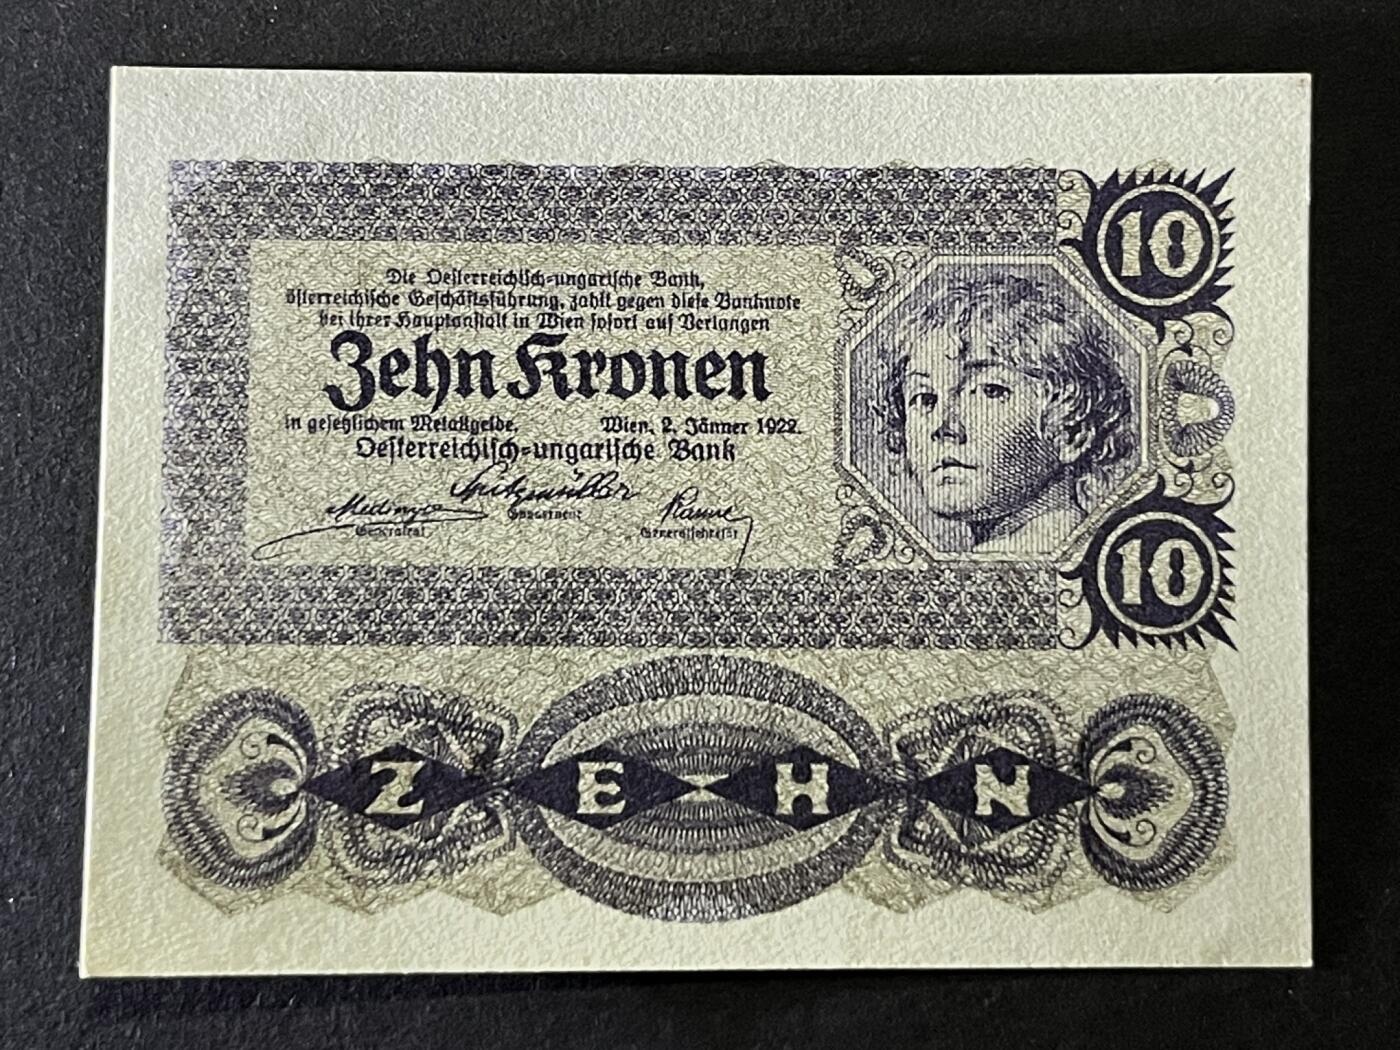 Die Oesterreichisch-ungarische Bank,
österreichische Geschäftsführung, zahlt gegen diese Banknote
bei ihrer Hauptanstalt in Wien sofort auf Verlangen
Zehn Kronen
in gesetzlichem Metallgelde. Wien, 2. Jänner 1922.
Oesterreichisch-ungarische Bank
Spitzmüller
Gouverneur
Generalrat
Generalsekretär
10
10
Z E H N